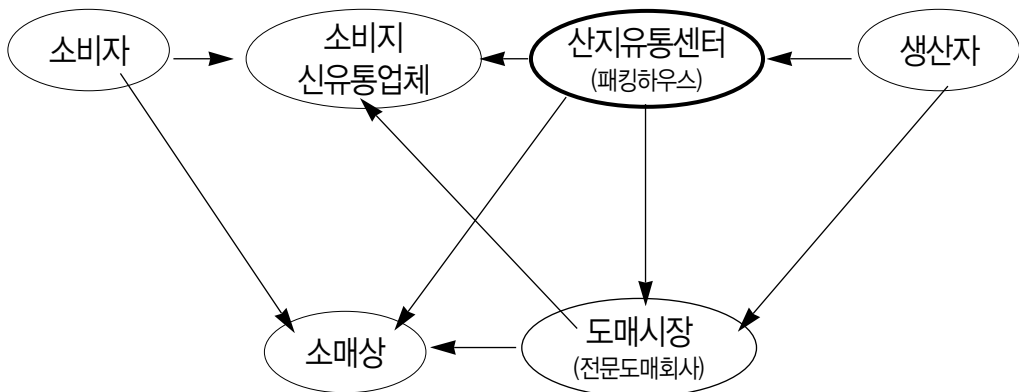 소비자
소비지
신유통업체
산지유통센터
(패킹하우스)
생산자
소매상
도매시장
(전문도매회사)